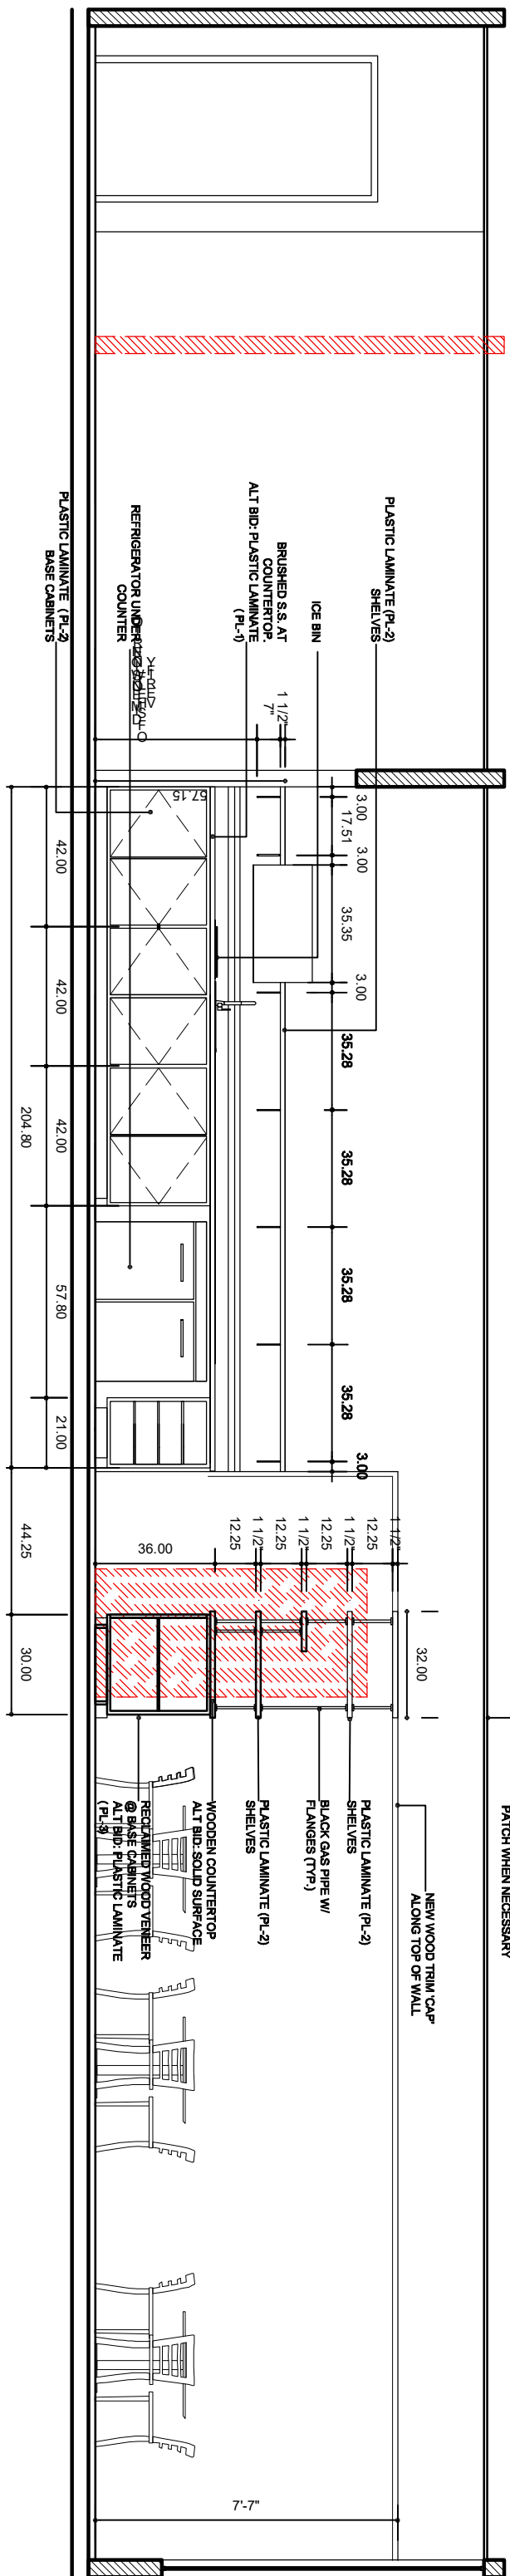 PATCH WHEN NECESSARY
NEW WOOD TRIM 'CAP'
ALONG TOP OF WALL
PLASTIC LAMINATE (PL-2)
SHELVES
ICE BIN
BRUSHED S.S. AT
COUNTERTOP.
ALT BID: PLASTIC LAMINATE
(PL-1)
REFRIGERATOR UNDER
COUNTER
PLASTIC LAMINATE (PL-2)
BASE CABINETS
1 1/2"
7"
57.15
3.00
17.51
3.00
35.35
3.00
35.28
35.28
35.28
35.28
3.00
42.00
42.00
42.00
57.80
21.00
204.80
44.25
30.00
1 1/2"
12.25
1 1/2"
12.25
1 1/2"
12.25
1 1/2"
12.25
36.00
32.00
PLASTIC LAMINATE (PL-2)
SHELVES
BLACK GAS PIPE W/
FLANGES (TYP.)
PLASTIC LAMINATE (PL-2)
SHELVES
WOODEN COUNTERTOP
ALT BID: SOLID SURFACE
RECLAIMED WOOD VENEER
@ BASE CABINETS
ALT BID: PLASTIC LAMINATE
(PL-3)
7'-7"